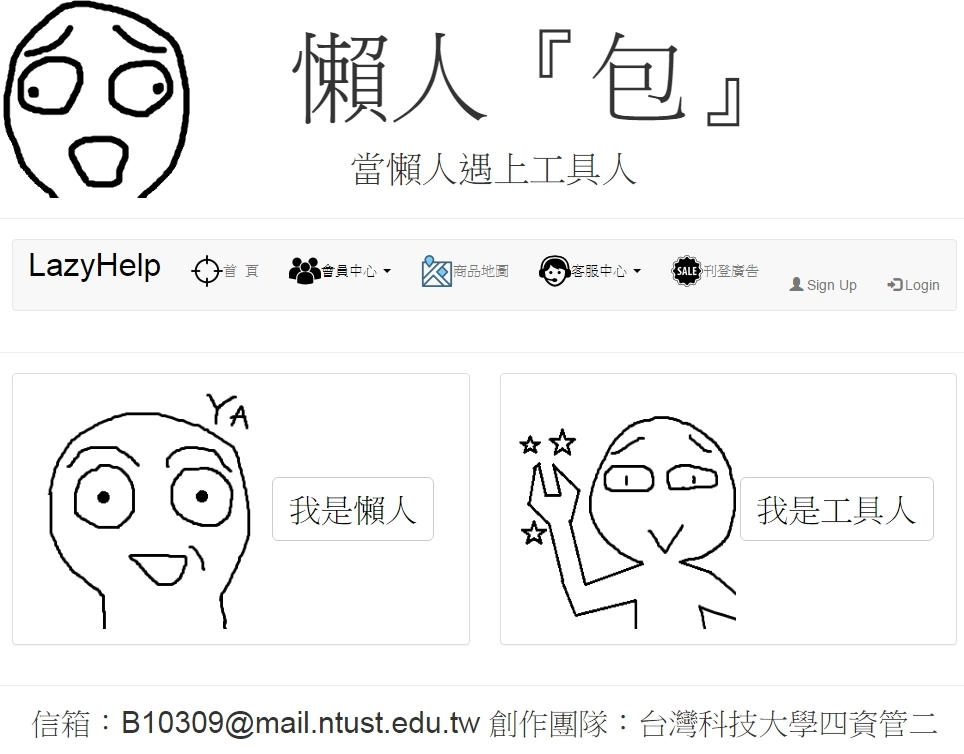 懶人『包』
當懶人遇上工具人
LazyHelp 首 頁 會員中心 商品地圖 客服中心 SALE 刊登廣告 Sign Up Login
YA
我是懶人
我是工具人
信箱：B10309@mail.ntust.edu.tw 創作團隊：台灣科技大學四資管二